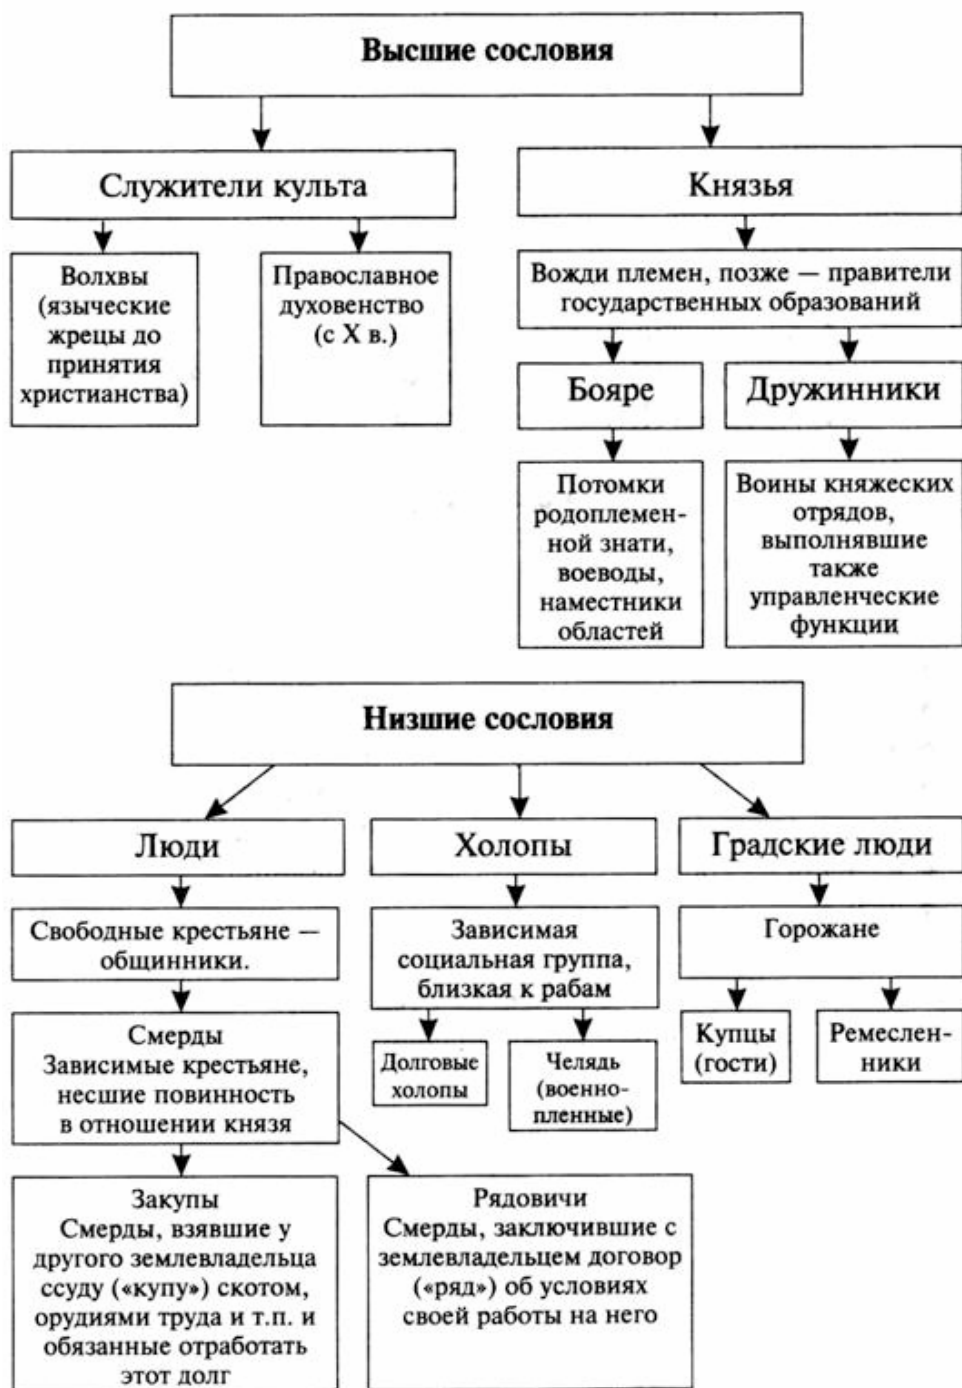 Высшие сословия
Служители культа
Князья
Волхвы
(языческие
жрецы до
принятия
христианства)
Православное
духовенство
(с X в.)
Вожди племен, позже — правители
государственных образований
Бояре
Дружинники
Потомки
родоплемен-
ной знати,
воеводы,
наместники
областей
Воины княжеских
отрядов,
выполнявшие
также
управленческие
функции
Низшие сословия
Люди
Холопы
Градские люди
Свободные крестьяне —
общинники.
Зависимая
социальная группа,
близкая к рабам
Горожане
Смерды
Зависимые крестьяне,
несшие повинность
в отношении князя
Долговые
холопы
Челядь
(военно-
пленные)
Купцы
(гости)
Ремеслен-
ники
Закупы
Смерды, взявшие у
другого землевладельца
ссуду («купу») скотом,
орудиями труда и т.п. и
обязанные отработать
этот долг
Рядовичи
Смерды, заключившие с
землевладельцем договор
(«ряд») об условиях
своей работы на него